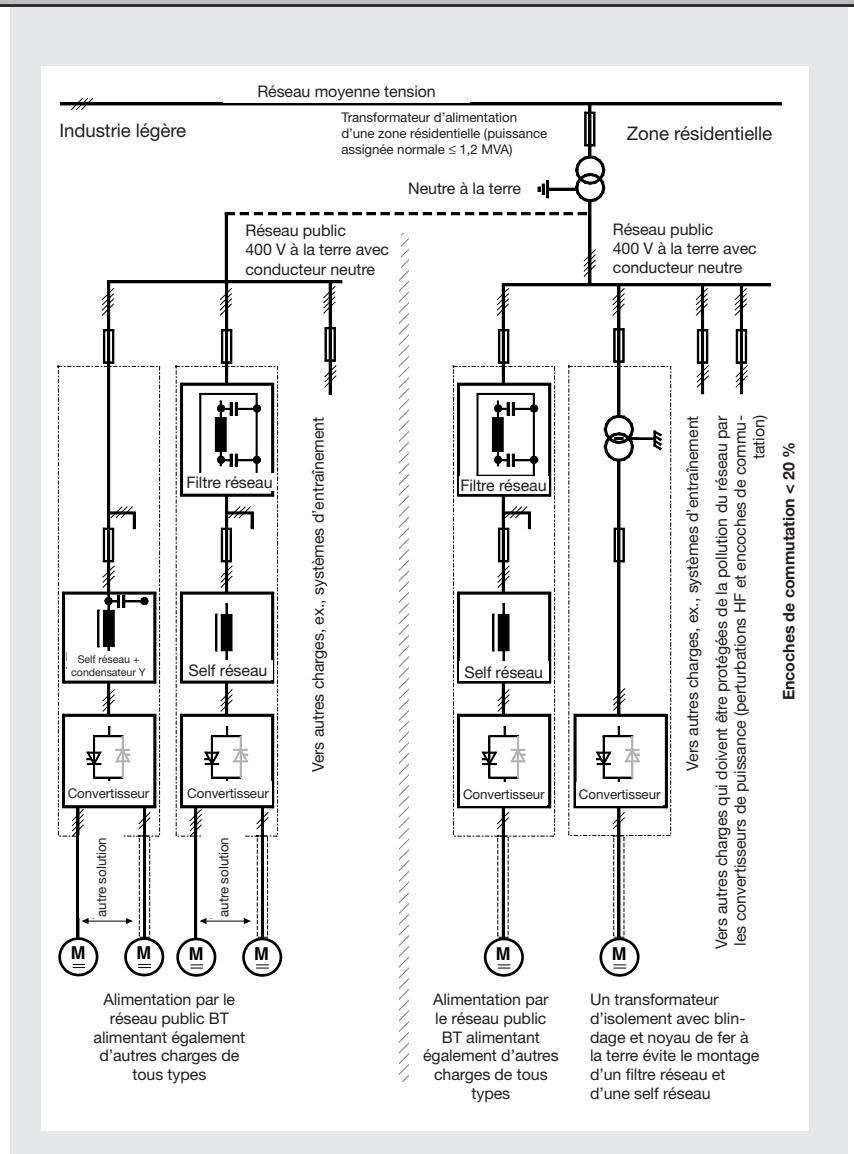 Réseau moyenne tension
Industrie légère
Transformateur d'alimentation
d'une zone résidentielle (puissance
assignée normale ≤ 1,2 MVA)
Zone résidentielle
Neutre à la terre
Réseau public
400 V à la terre avec
conducteur neutre
Réseau public
400 V à la terre avec
conducteur neutre
Filtre réseau
Self réseau +
condensateur Y
Self réseau
Convertisseur
Convertisseur
autre solution
autre solution
M
M
M
M
Vers autres charges, ex., systèmes d'entraînement
Alimentation par le
réseau public BT
alimentant également
d'autres charges de
tous types
Filtre réseau
Self réseau
Convertisseur
Convertisseur
M
M
Vers autres charges, ex., systèmes d'entraînement
Vers autres charges qui doivent être protégées de la pollution du réseau par
les convertisseurs de puissance (perturbations HF et encoches de commu-
tation)
Encoches de commutation < 20 %
Alimentation par
le réseau public
BT alimentant
également d'autres
charges de tous
types
Un transformateur
d'isolement avec blin-
dage et noyau de fer à
la terre évite le montage
d'un filtre réseau et
d'une self réseau